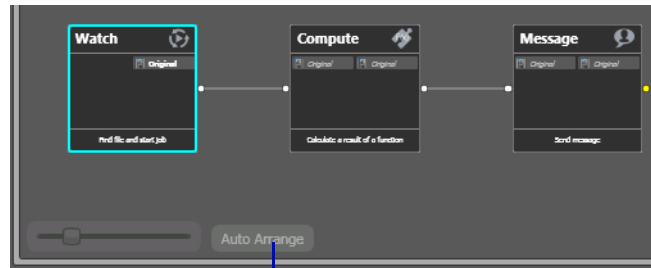 Watch
Compute
Message
Original
Original Original
Original Original
Find file and start job
Calculate a result of a function
Send message
Auto Arrange